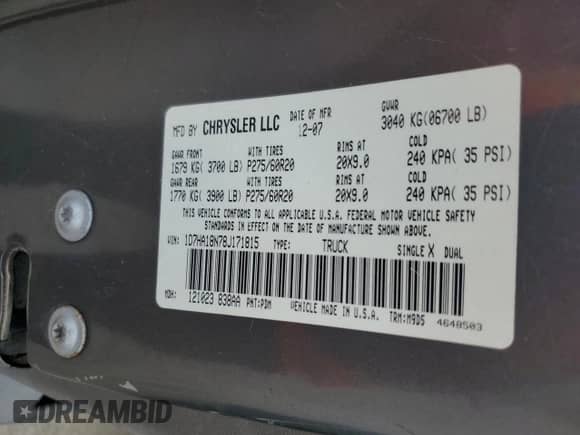 MFD BY CHRYSLER LLC DATE OF MFR 12-07 GVWR 3040 KG(06700 LB)
GAWR FRONT WITH TIRES RIMS AT COLD
1679 KG( 3700 LB) P275/60R20 20X9.0 240 KPA( 35 PSI)
GAWR REAR WITH TIRES RIMS AT COLD
1770 KG( 3900 LB) P275/60R20 20X9.0 240 KPA( 35 PSI)
THIS VEHICLE CONFORMS TO ALL APPLICABLE U.S.A. FEDERAL MOTOR VEHICLE SAFETY
STANDARDS IN EFFECT ON THE DATE OF MANUFACTURE SHOWN ABOVE.
VIN: 1D7HA18N78J171815 TYPE: TRUCK SINGLE X DUAL
MDH: 121023 838AA PNT:PDM VEHICLE MADE IN U.S.A. TRM:M9D5
4648503
DREAMBID